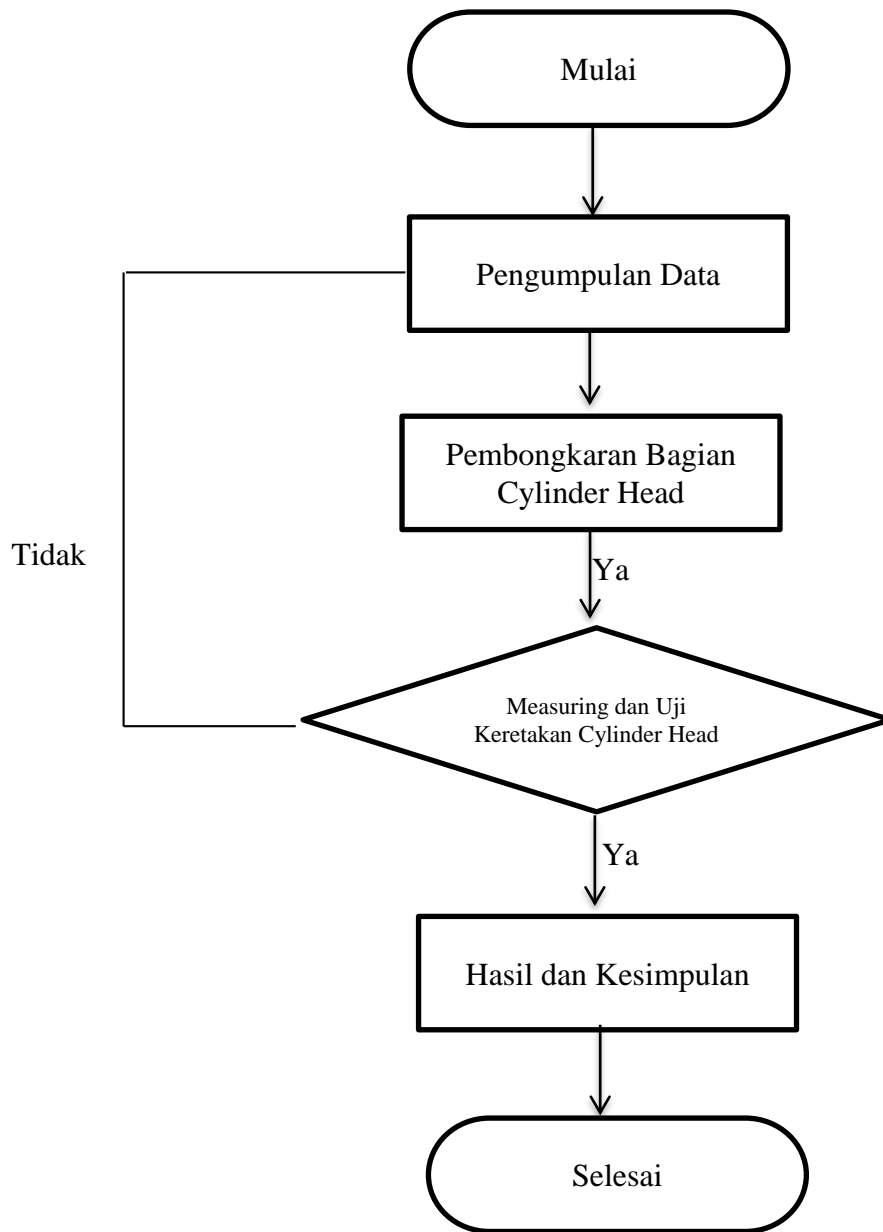 Mulai
Pengumpulan Data
Pembongkaran Bagian
Cylinder Head
Tidak
Ya
Measuring dan Uji
Keretakan Cylinder Head
Ya
Hasil dan Kesimpulan
Selesai